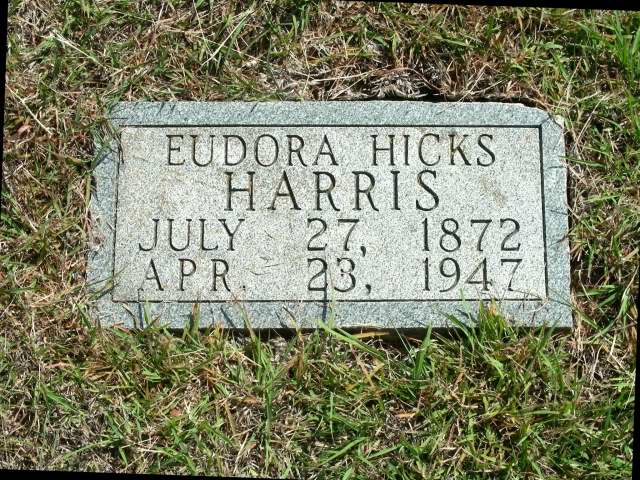 EUDORA HICKS
HARRIS
JULY 27, 1872
APR. 23, 1947